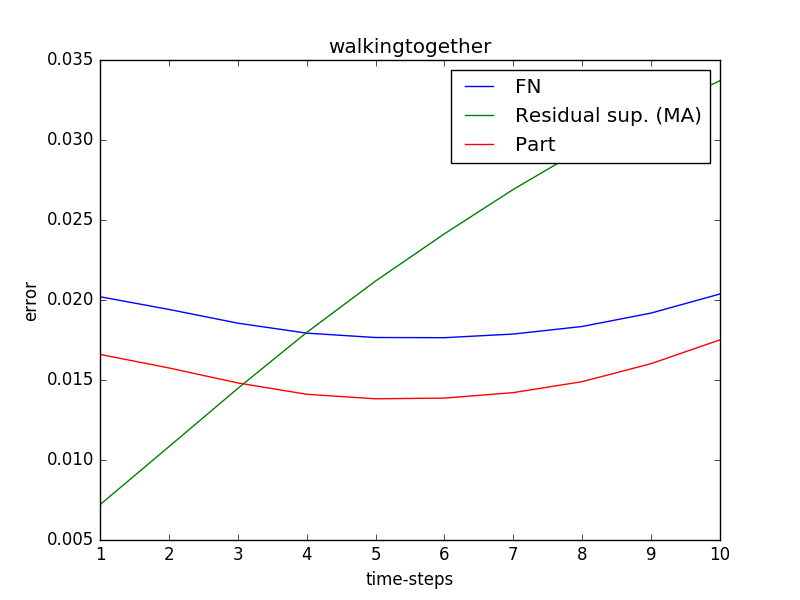 walkingtogether
FN
Residual sup. (MA)
Part
0.035
0.030
0.025
0.020
0.015
0.010
0.005
error
1 2 3 4 5 6 7 8 9 10
time-steps